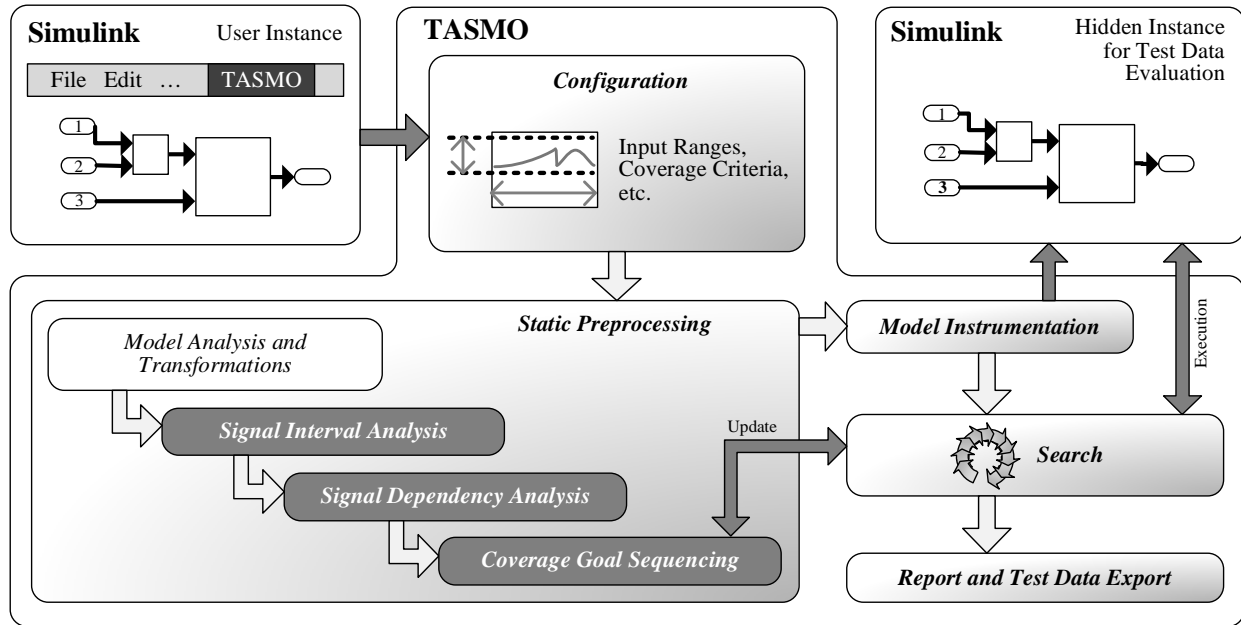 Simulink
User Instance
File Edit … TASMO
1
2
3
TASMO
Configuration
Input Ranges,
Coverage Criteria,
etc.
Simulink
Hidden Instance
for Test Data
Evaluation
1
2
3
Static Preprocessing
Model Analysis and
Transformations
Signal Interval Analysis
Signal Dependency Analysis
Coverage Goal Sequencing
Update
Model Instrumentation
Execution
Search
Report and Test Data Export